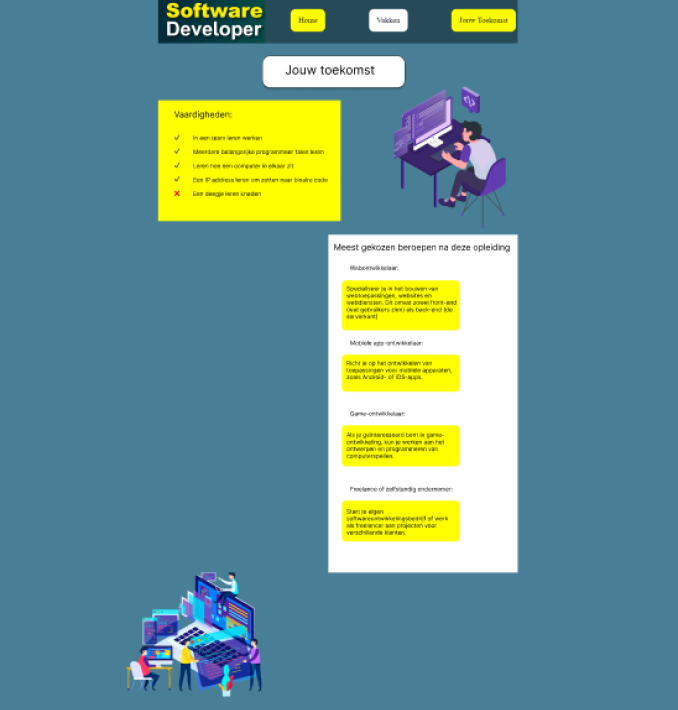 Software
Developer
Home
Vakken
Jouw Toekomst
Jouw toekomst
Vaardigheden:
In een team leren werken
Meerdere belangerijke programmeer talen leren
Leren hoe een computer in elkaar zit
Een IP address leren om zetten naar binaire code
Een deegje leren kneden
Meest gekozen beroepen na deze opleiding
Webontwikkelaar:
Specialiseer je in het bouwen van
webtoepassingen, websites en
webdiensten. Dit omvat zowel front-end
(wat gebruikers zien) als back-end (de
serverkant)
Mobiele app-ontwikkelaar:
Richt je op het ontwikkelen van
toepassingen voor mobiele apparaten,
zoals Android- of iOS-apps.
Game-ontwikkelaar:
Als je geïnteresseerd bent in game-
ontwikkeling, kun je werken aan het
ontwerpen en programmeren van
computerspellen.
Freelance of zelfstandig ondernemer:
Start je eigen
softwareontwikkelingsbedrijf of werk
als freelancer aan projecten voor
verschillende klanten.